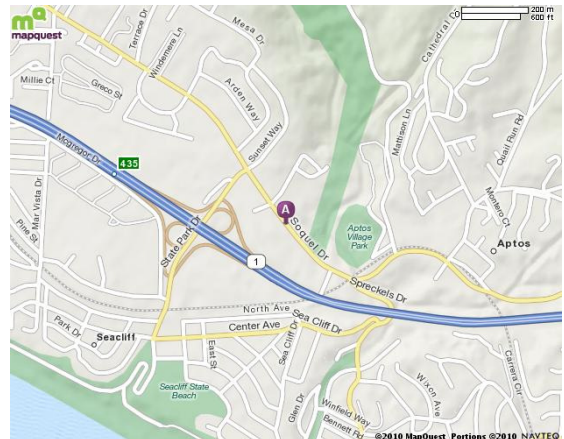 mapquest
Terrace Dr
Mesa Dr
Cathedral Dr
200 m
600 ft
Windemere Ln
Millie Ct
Greco St
Arden Way
Mattison Ln
Quail Run Rd
Sunset Way
Mcgregor Dr
435
Mar Vista Dr
Pine St
State Park Dr
A
Soquel Dr
Aptos
Village
Park
Montero Ct
Aptos
1
Spreckels Dr
North Ave
Sea Cliff Dr
Park Dr
Seacliff
Center Ave
East St
Sea Cliff Dr
Carrera Cir
Seacliff State
Beach
Glen Dr
Wixon Ave
Winfield Way
Bennett Rd
©2010 MapQuest Portions ©2010 NAVTEQ